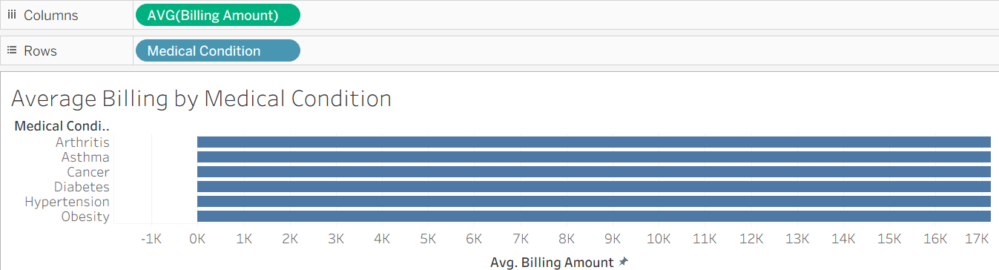 Columns AVG(Billing Amount)
Rows Medical Condition
Average Billing by Medical Condition
Medical Condi..
Arthritis
Asthma
Cancer
Diabetes
Hypertension
Obesity
-1K 0K 1K 2K 3K 4K 5K 6K 7K 8K 9K 10K 11K 12K 13K 14K 15K 16K 17K
Avg. Billing Amount